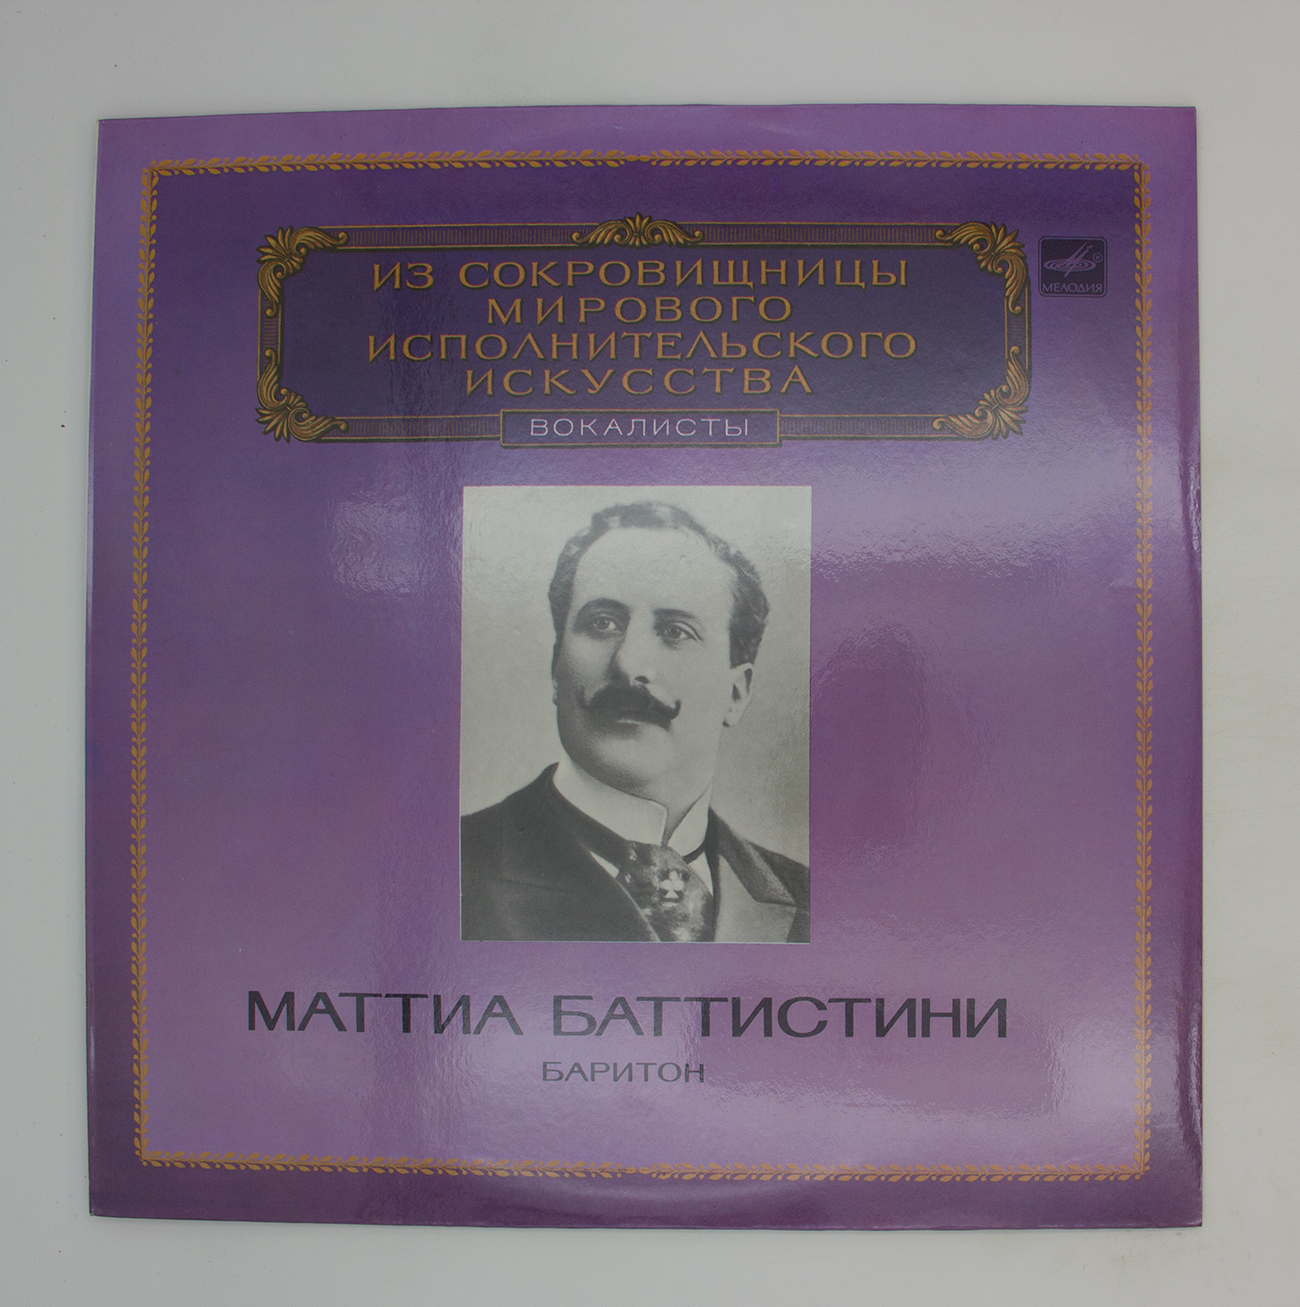 ИЗ СОКРОВИЩНИЦЫ
МИРОВОГО
ИСПОЛНИТЕЛЬСКОГО
ИСКУССТВА
ВОКАЛИСТЫ
МЕЛОДИЯ
МАТТИА БАТТИСТИНИ
БАРИТОН